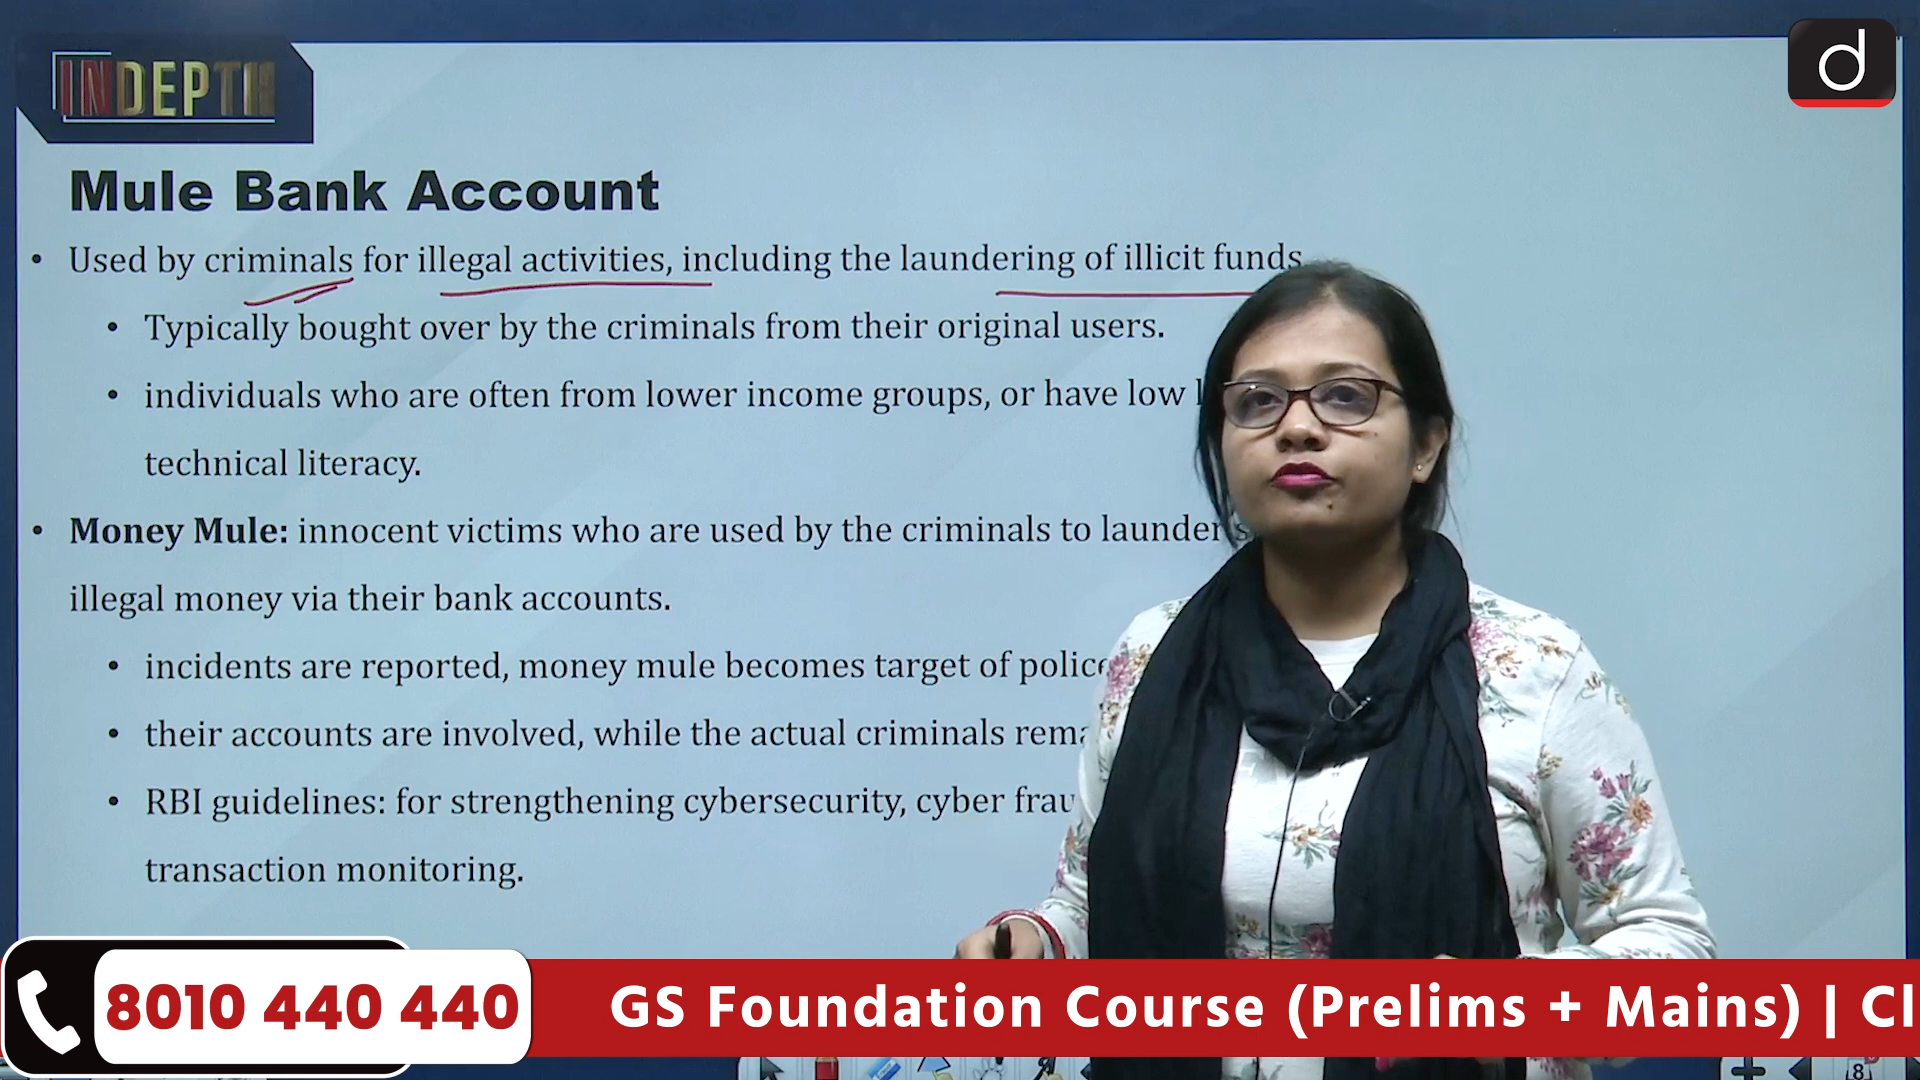 INDEPTH
d
Mule Bank Account
• Used by criminals for illegal activities, including the laundering of illicit funds
• Typically bought over by the criminals from their original users.
• individuals who are often from lower income groups, or have low
technical literacy.
• Money Mule: innocent victims who are used by the criminals to launder
illegal money via their bank accounts.
• incidents are reported, money mule becomes target of police
• their accounts are involved, while the actual criminals
• RBI guidelines: for strengthening cybersecurity, cyber
transaction monitoring.
8010 440 440
GS Foundation Course (Prelims + Mains) | Cl
8